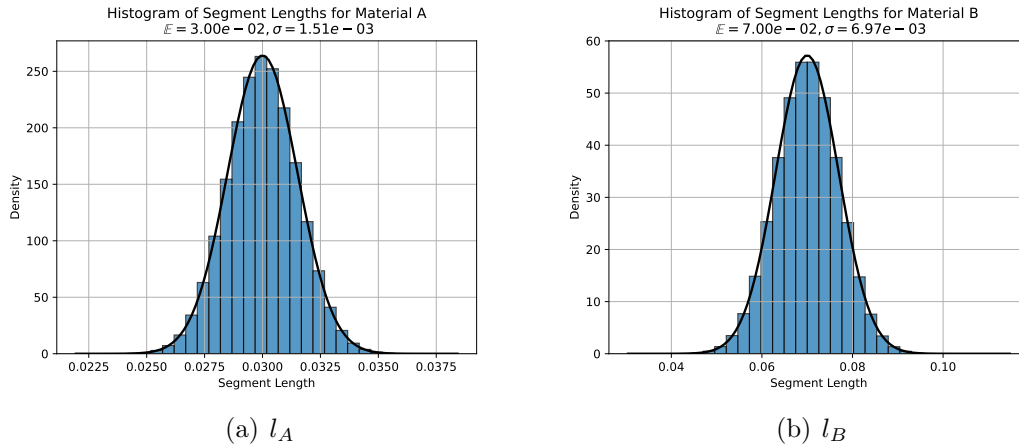 Histogram of Segment Lengths for Material A
𝔼 = 3.00e − 02, σ = 1.51e − 03
250
200
150
100
50
0
Density
0.0225 0.0250 0.0275 0.0300 0.0325 0.0350 0.0375
Segment Length
(a) l_A
Histogram of Segment Lengths for Material B
𝔼 = 7.00e − 02, σ = 6.97e − 03
60
50
40
30
20
10
0
Density
0.04 0.06 0.08 0.10
Segment Length
(b) l_B